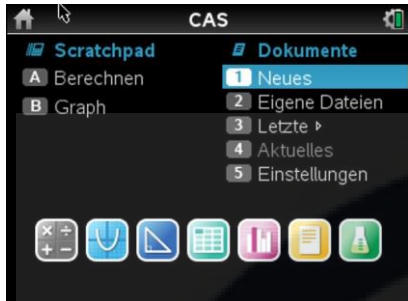 CAS
Scratchpad
A Berechnen
B Graph
Dokumente
1 Neues
2 Eigene Dateien
3 Letzte ▸
4 Aktuelles
5 Einstellungen